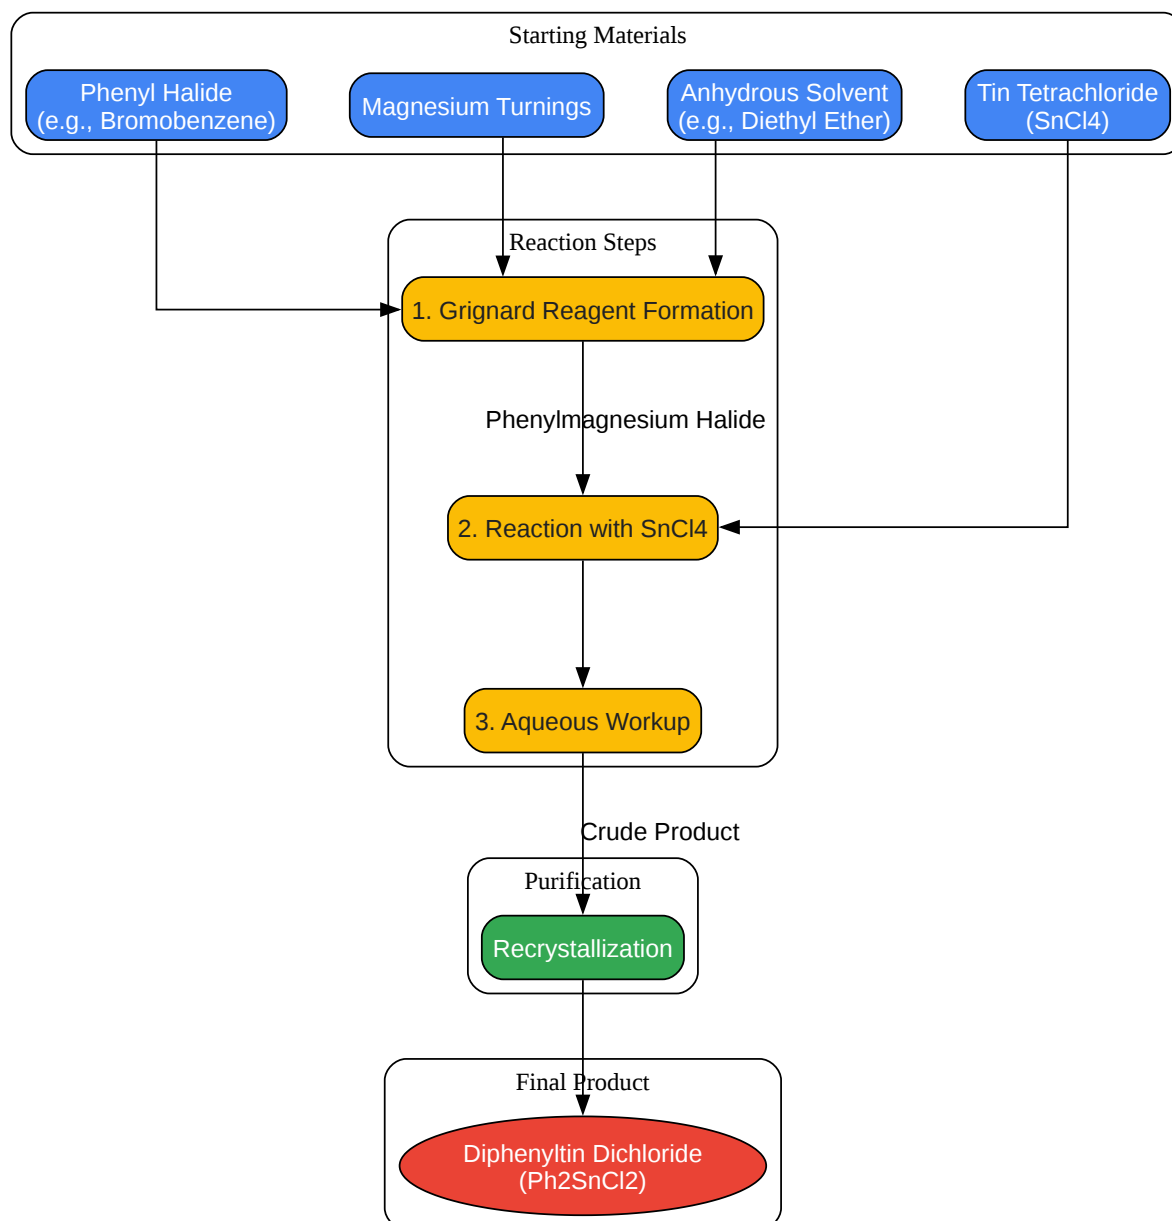 Starting Materials
Phenyl Halide
(e.g., Bromobenzene)
Magnesium Turnings
Anhydrous Solvent
(e.g., Diethyl Ether)
Tin Tetrachloride
(SnCl4)
Reaction Steps
1. Grignard Reagent Formation
Phenylmagnesium Halide
2. Reaction with SnCl4
3. Aqueous Workup
Crude Product
Purification
Recrystallization
Final Product
Diphenyltin Dichloride
(Ph2SnCl2)